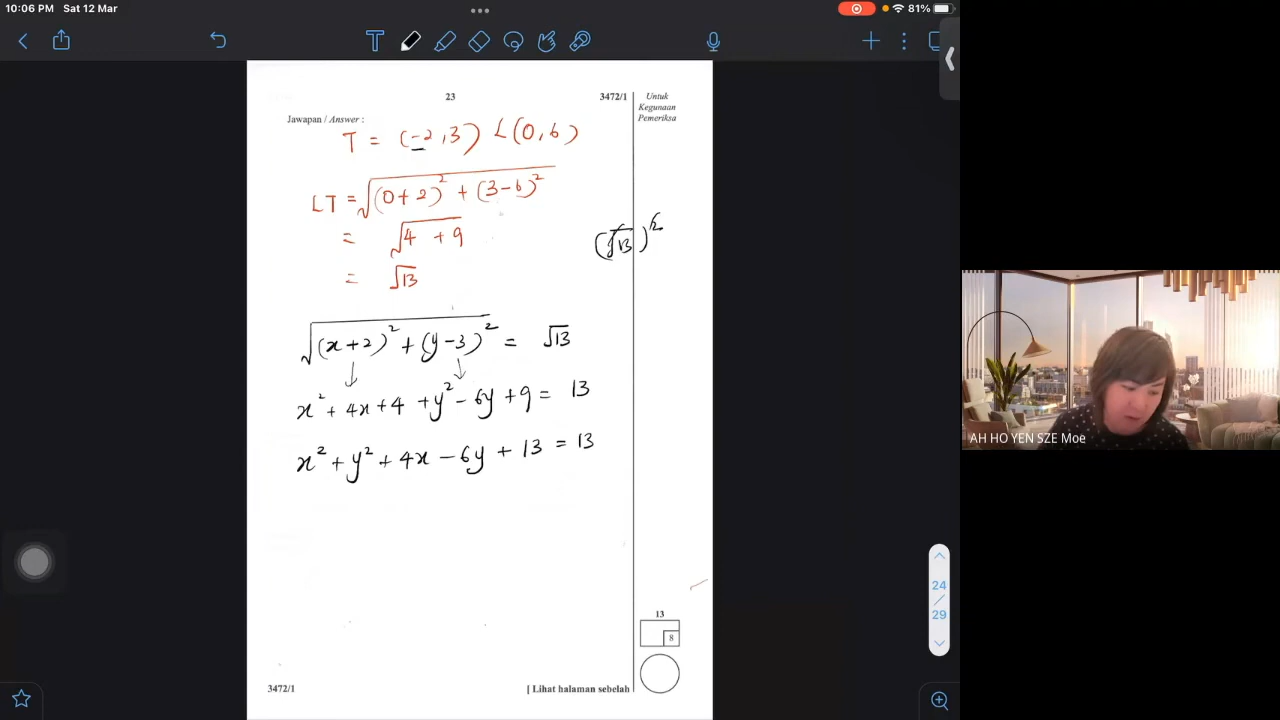 10:06 PM Sat 12 Mar
81%
23
3472/1
Untuk
Kegunaan
Pemeriksa
Jawapan / Answer :
T = (-2,3) L(0,6)
LT = √((0+2)² + (3-6)²)
= √(4 + 9)
= √13
(√13)²
√((x+2)² + (y-3)²) = √13
x² + 4x + 4 + y² - 6y + 9 = 13
x² + y² + 4x - 6y + 13 = 13
24
/
29
13
8
3472/1
[ Lihat halaman sebelah
AH HO YEN SZE Moe